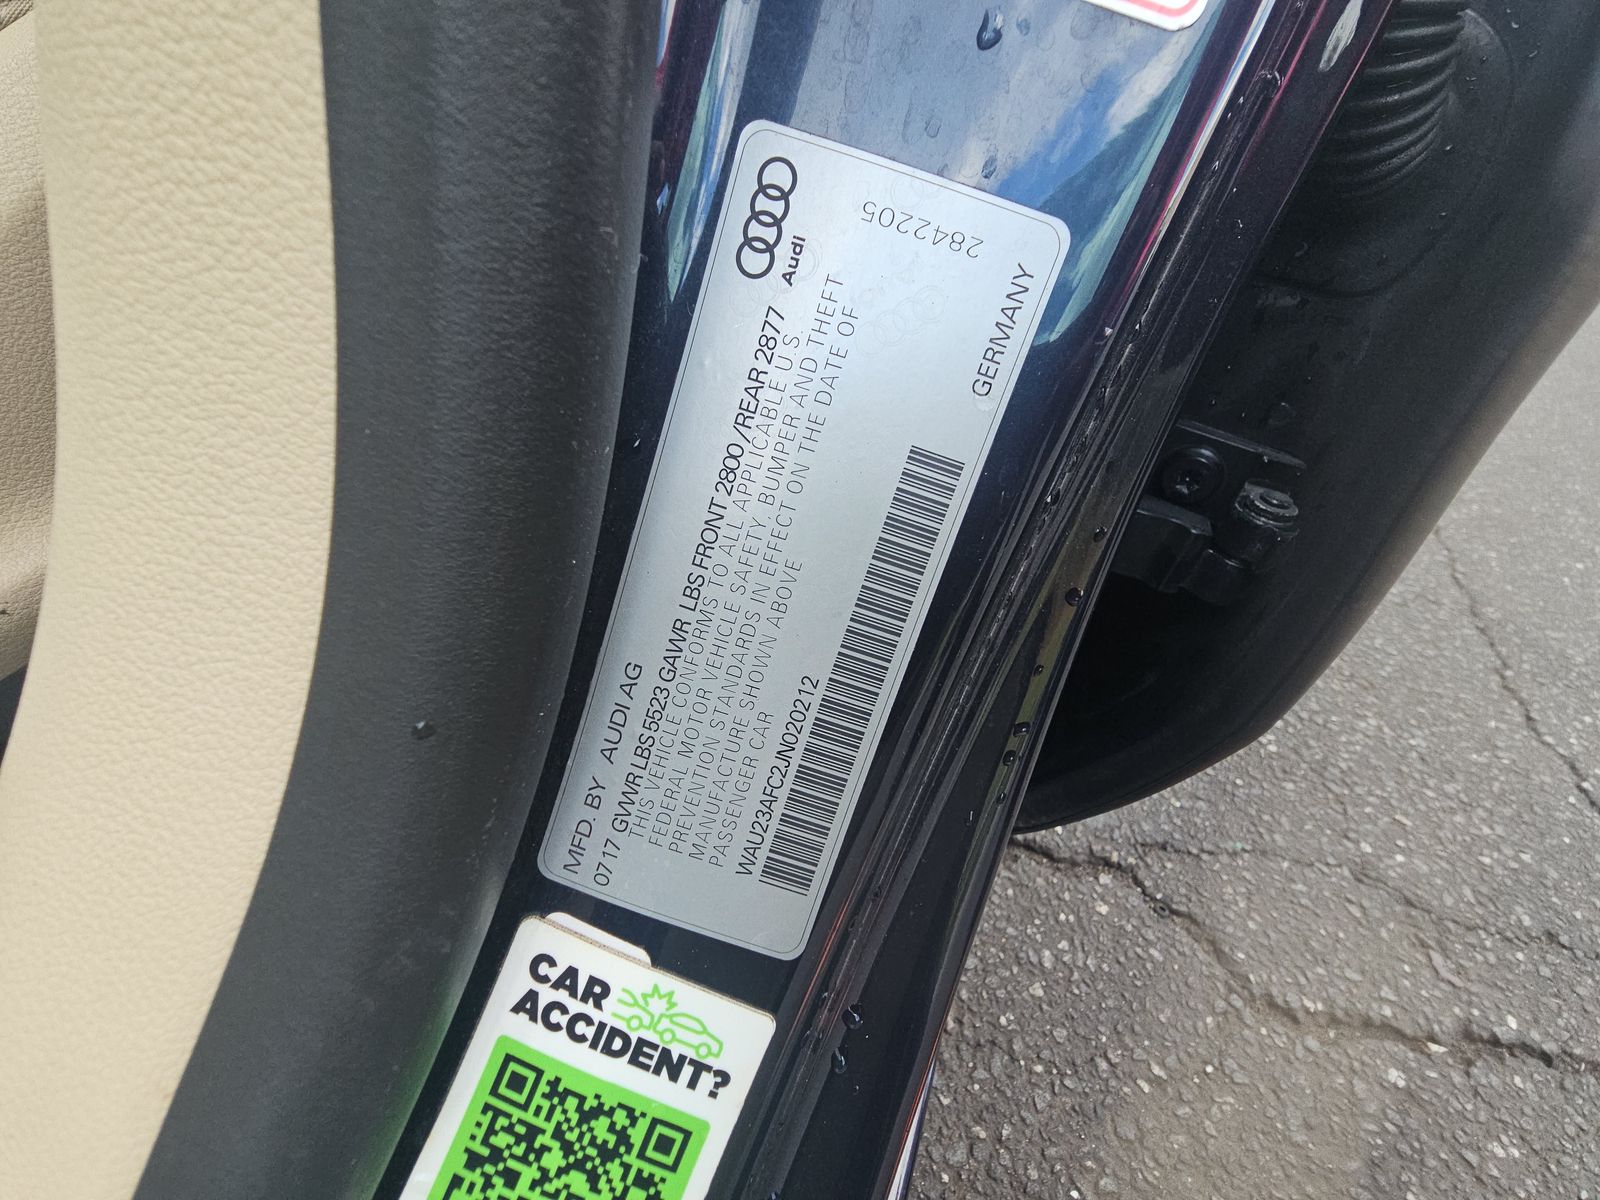 Audi
MFD. BY AUDI AG
0717 GVWR LBS 5523 GAWR LBS FRONT 2800 / REAR 2877
THIS VEHICLE CONFORMS TO ALL APPLICABLE U.S.
FEDERAL MOTOR VEHICLE SAFETY, BUMPER AND THEFT
PREVENTION STANDARDS IN EFFECT ON THE DATE OF
MANUFACTURE SHOWN ABOVE
PASSENGER CAR
WAU23AFC2JN020212
GERMANY
2842205
CAR
ACCIDENT?